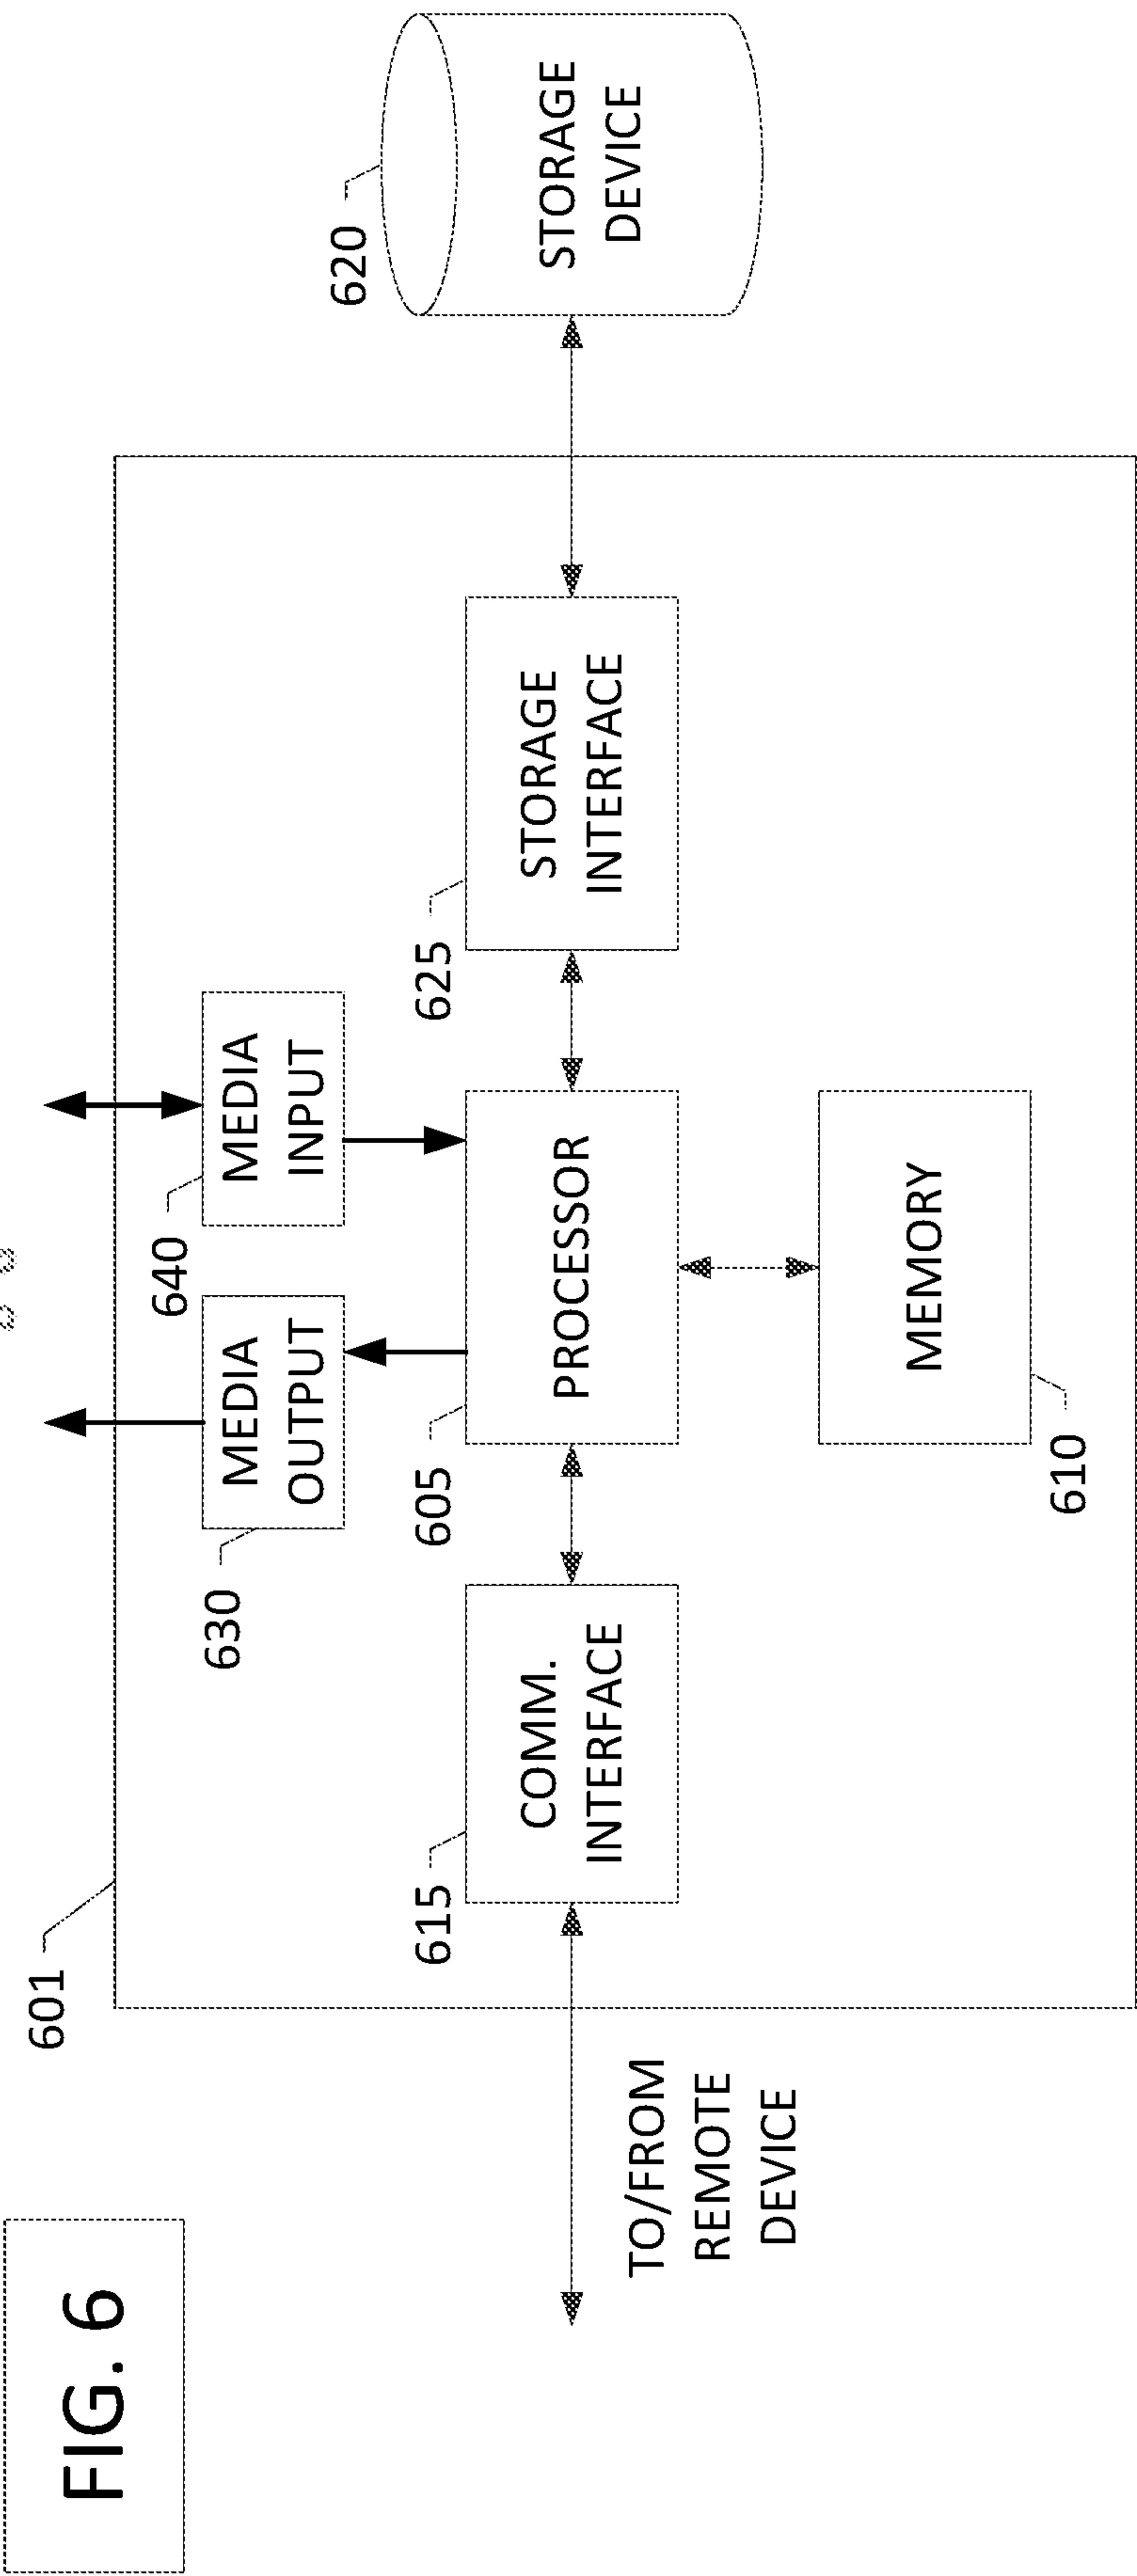 FIG. 6
601
640
630
MEDIA
OUTPUT
MEDIA
INPUT
620
615
605
625
COMM.
INTERFACE
PROCESSOR
STORAGE
INTERFACE
STORAGE
DEVICE
TO/FROM
REMOTE
DEVICE
MEMORY
610